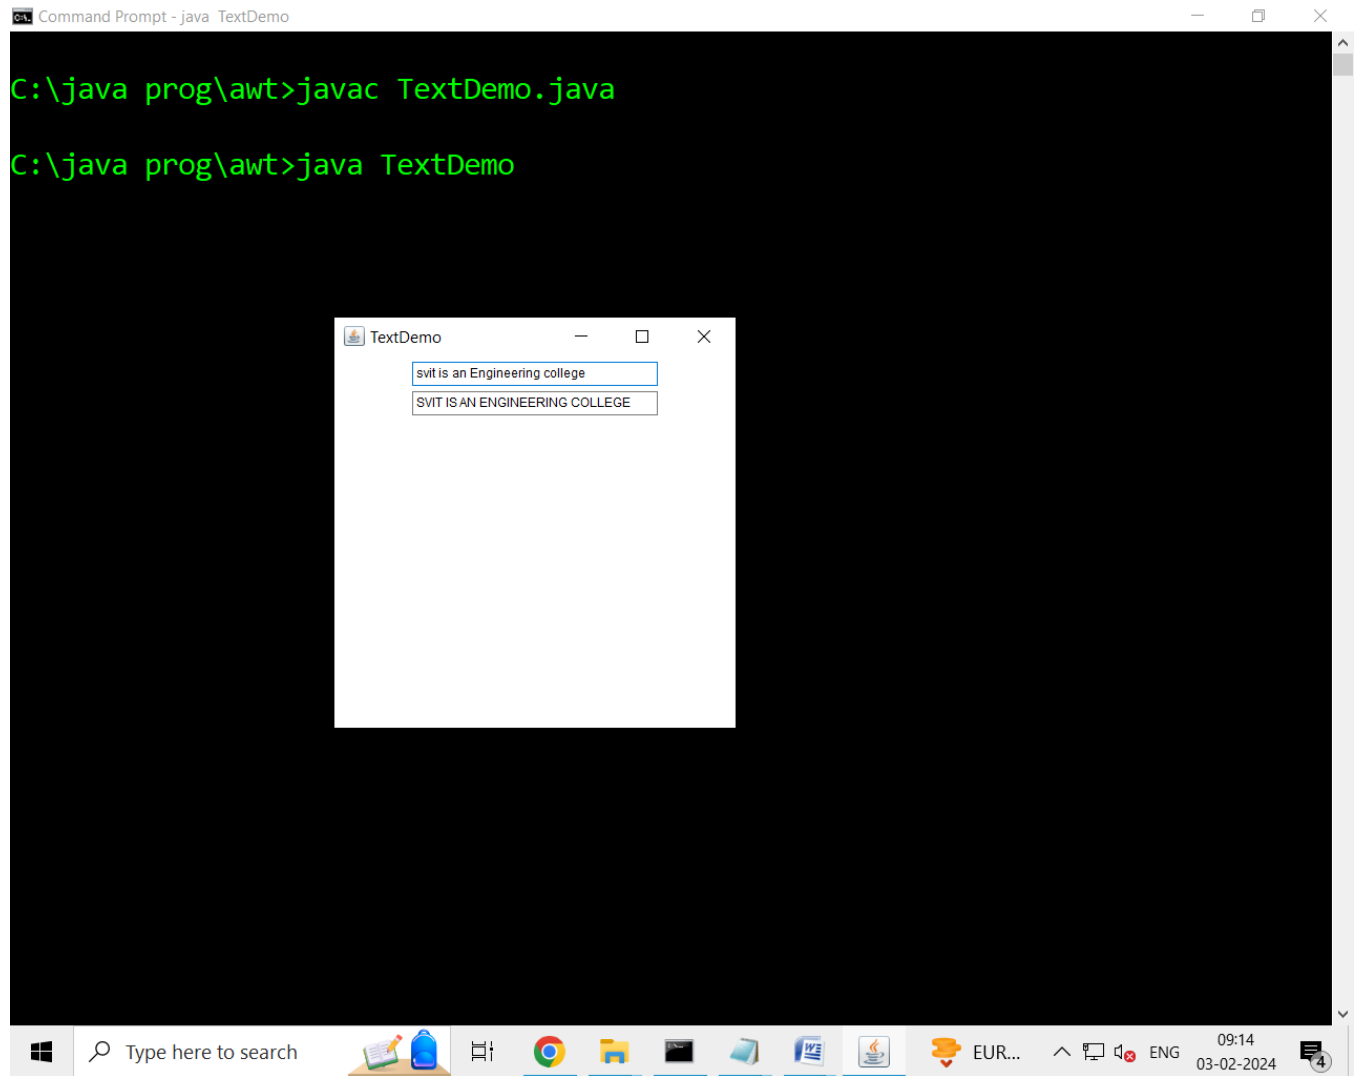 Command Prompt - java  TextDemo
C:\java prog\awt>javac TextDemo.java
C:\java prog\awt>java TextDemo
TextDemo
svit is an Engineering college
SVIT IS AN ENGINEERING COLLEGE
Type here to search
EUR...
ENG
09:14
03-02-2024
4